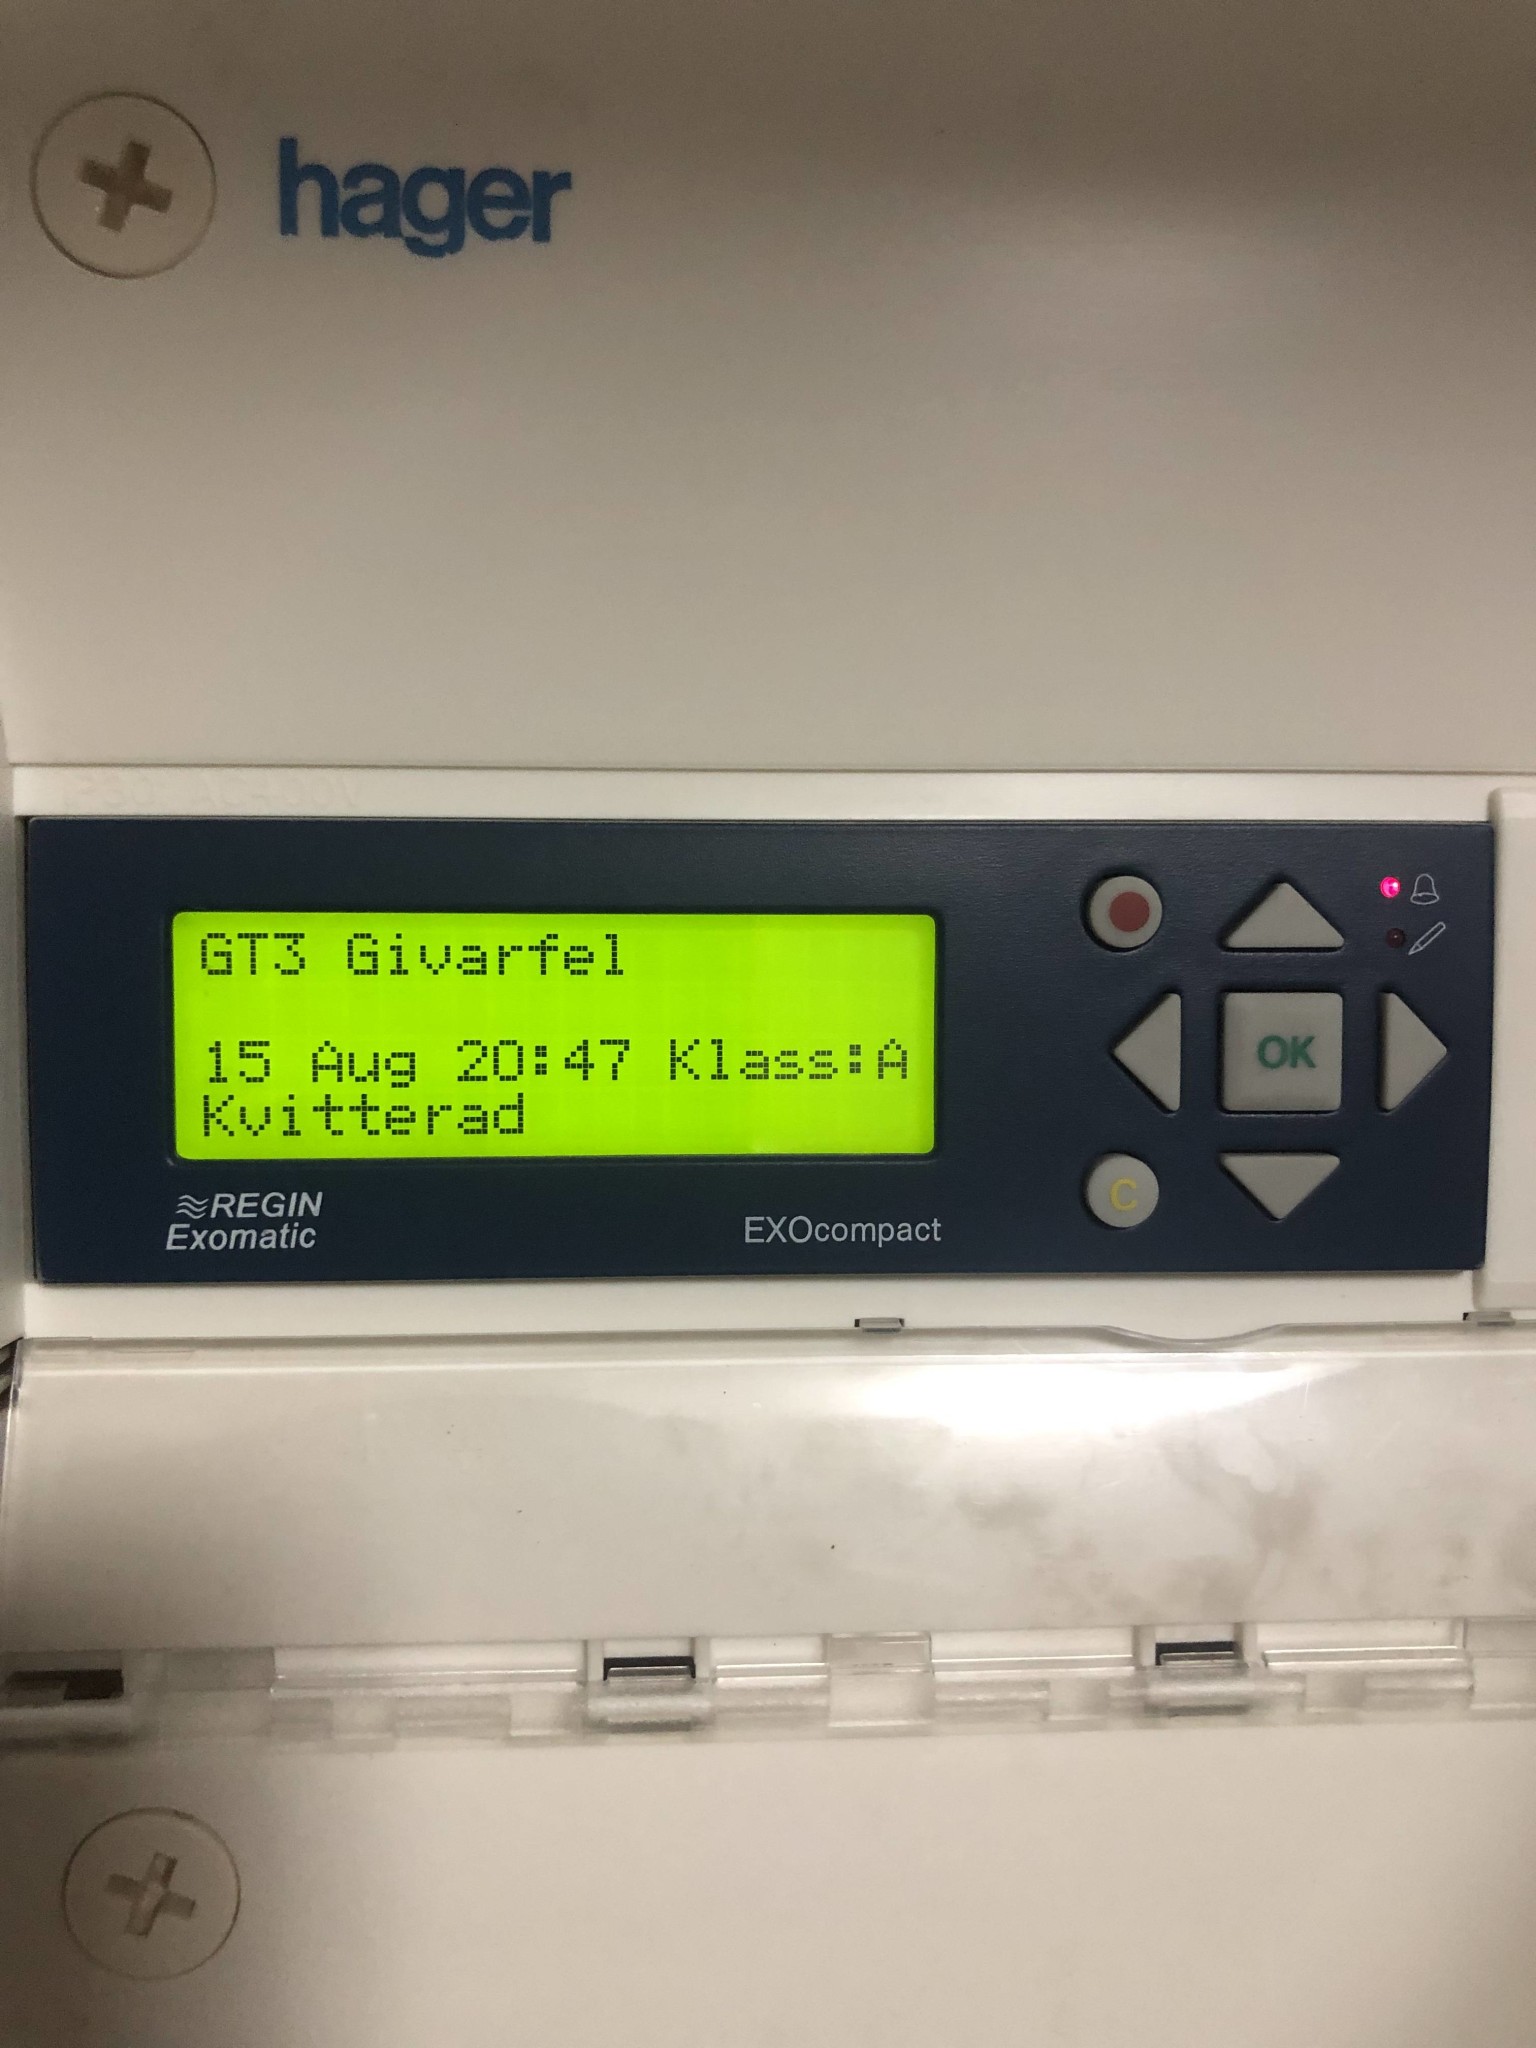 hager
GT3 Givarfel
15 Aug 20:47 Klass:A
Kvitterad
OK
C
REGIN
Exomatic
EXOcompact